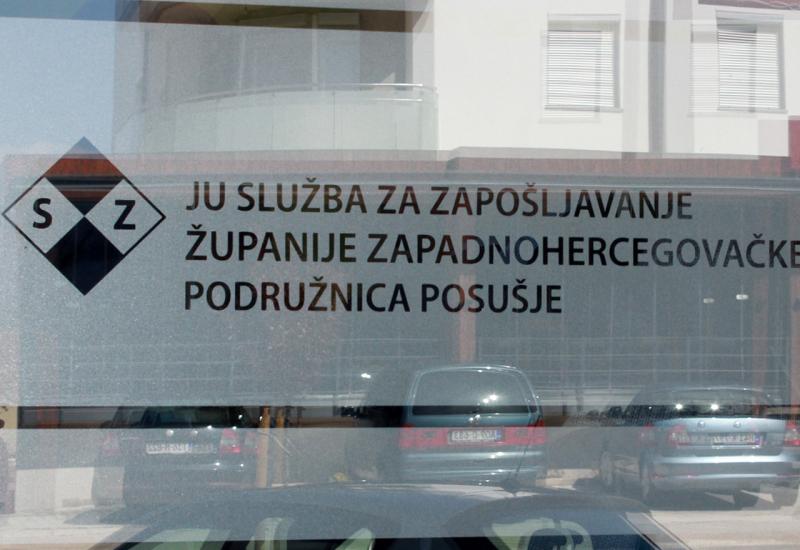 S Z
JU SLUŽBA ZA ZAPOŠLJAVANJE
ŽUPANIJE ZAPADNOHERCEGOVAČKE
PODRUŽNICA POSUŠJE